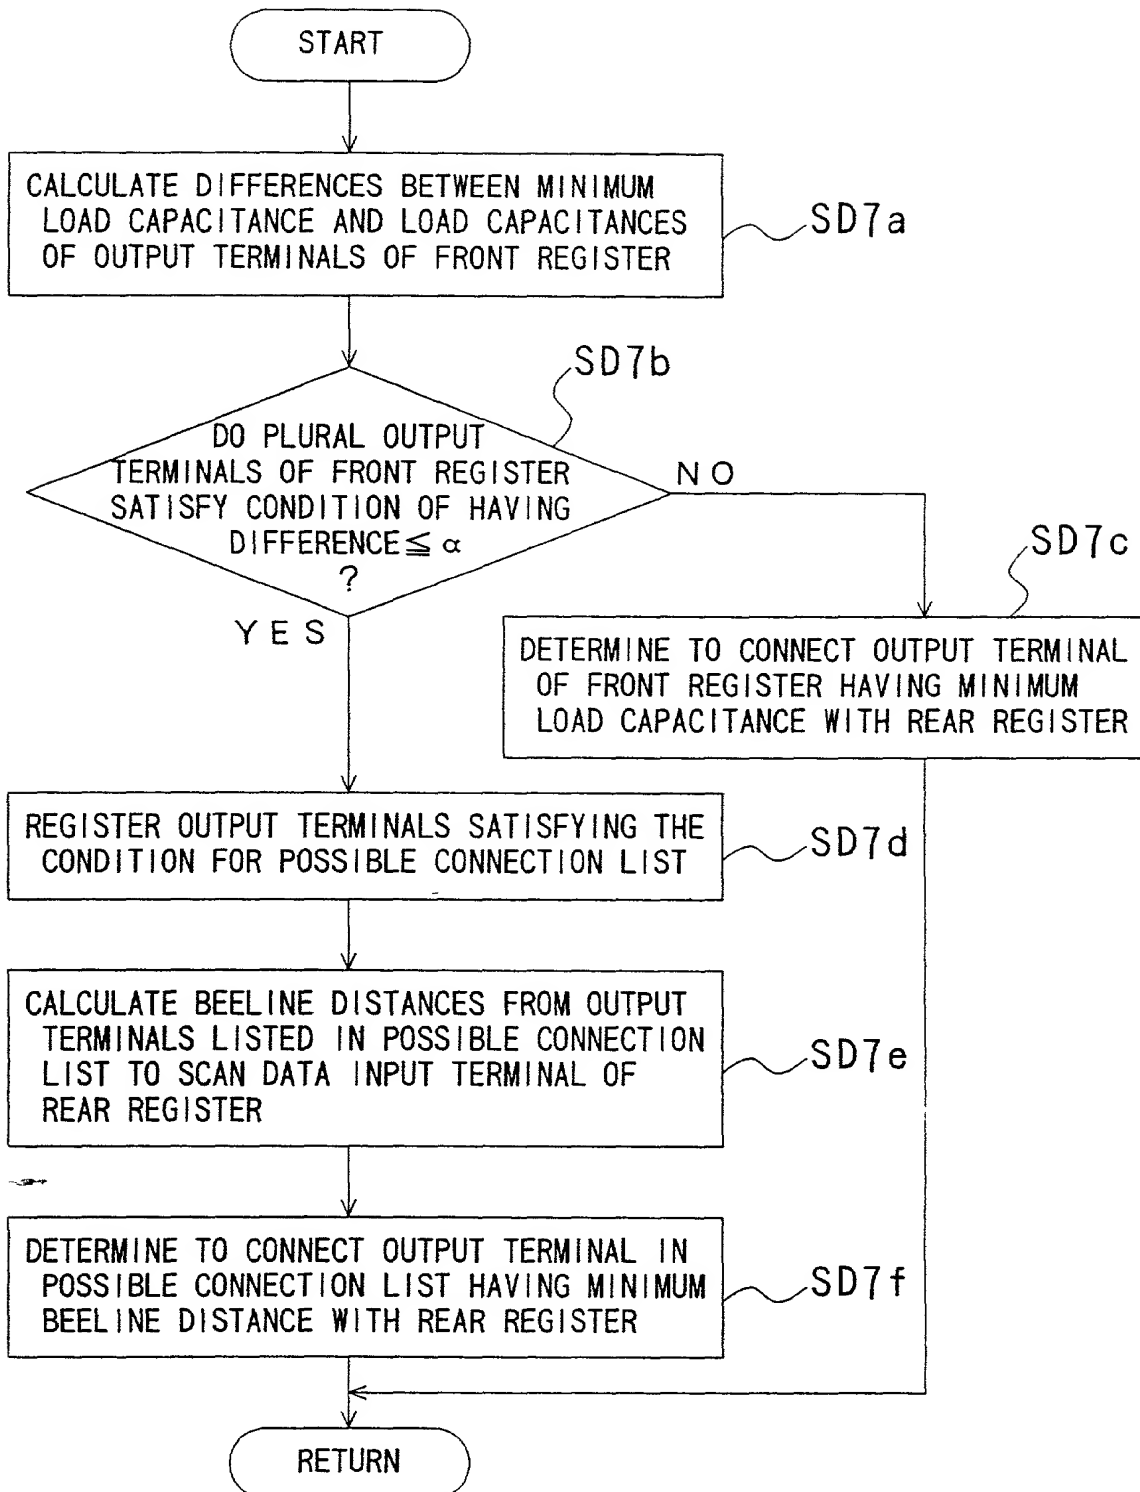 START
CALCULATE DIFFERENCES BETWEEN MINIMUM
LOAD CAPACITANCE AND LOAD CAPACITANCES
OF OUTPUT TERMINALS OF FRONT REGISTER
SD7a
SD7b
DO PLURAL OUTPUT
TERMINALS OF FRONT REGISTER
SATISFY CONDITION OF HAVING
DIFFERENCE≦ α
?
NO
YES
SD7c
DETERMINE TO CONNECT OUTPUT TERMINAL
OF FRONT REGISTER HAVING MINIMUM
LOAD CAPACITANCE WITH REAR REGISTER
REGISTER OUTPUT TERMINALS SATISFYING THE
CONDITION FOR POSSIBLE CONNECTION LIST
SD7d
CALCULATE BEELINE DISTANCES FROM OUTPUT
TERMINALS LISTED IN POSSIBLE CONNECTION
LIST TO SCAN DATA INPUT TERMINAL OF
REAR REGISTER
SD7e
DETERMINE TO CONNECT OUTPUT TERMINAL IN
POSSIBLE CONNECTION LIST HAVING MINIMUM
BEELINE DISTANCE WITH REAR REGISTER
SD7f
RETURN